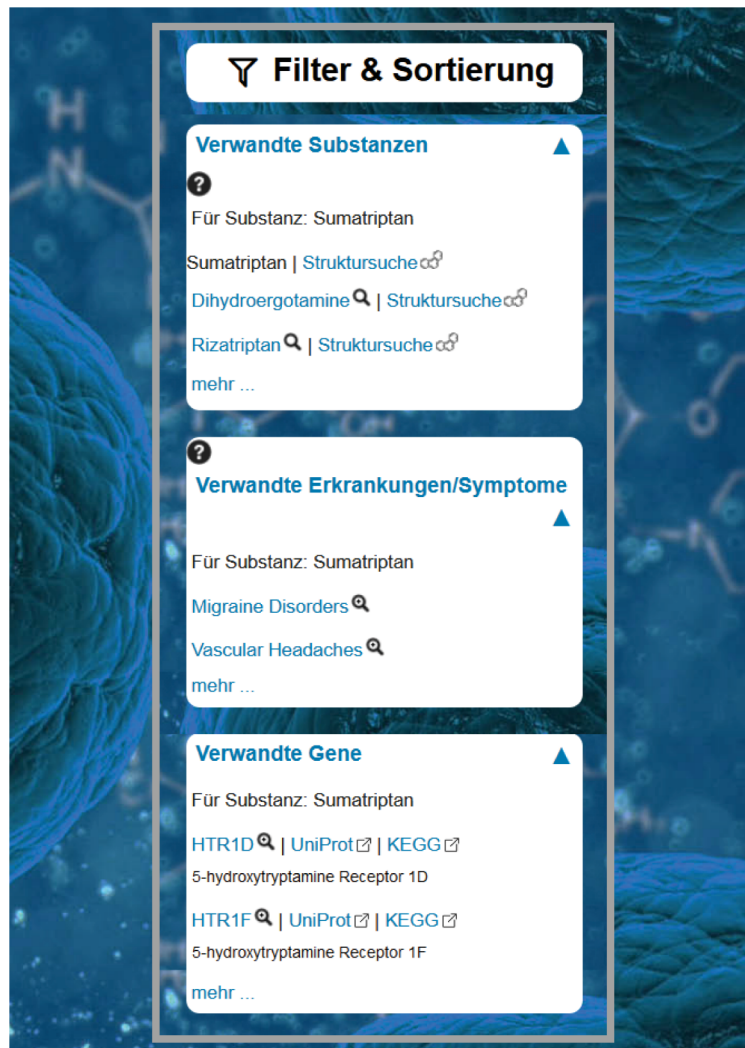 Filter & Sortierung
Verwandte Substanzen ▲
?
Für Substanz: Sumatriptan
Sumatriptan | Struktursuche
Dihydroergotamine | Struktursuche
Rizatriptan | Struktursuche
mehr ...
?
Verwandte Erkrankungen/Symptome
▲
Für Substanz: Sumatriptan
Migraine Disorders
Vascular Headaches
mehr ...
Verwandte Gene ▲
Für Substanz: Sumatriptan
HTR1D | UniProt | KEGG
5-hydroxytryptamine Receptor 1D
HTR1F | UniProt | KEGG
5-hydroxytryptamine Receptor 1F
mehr ...